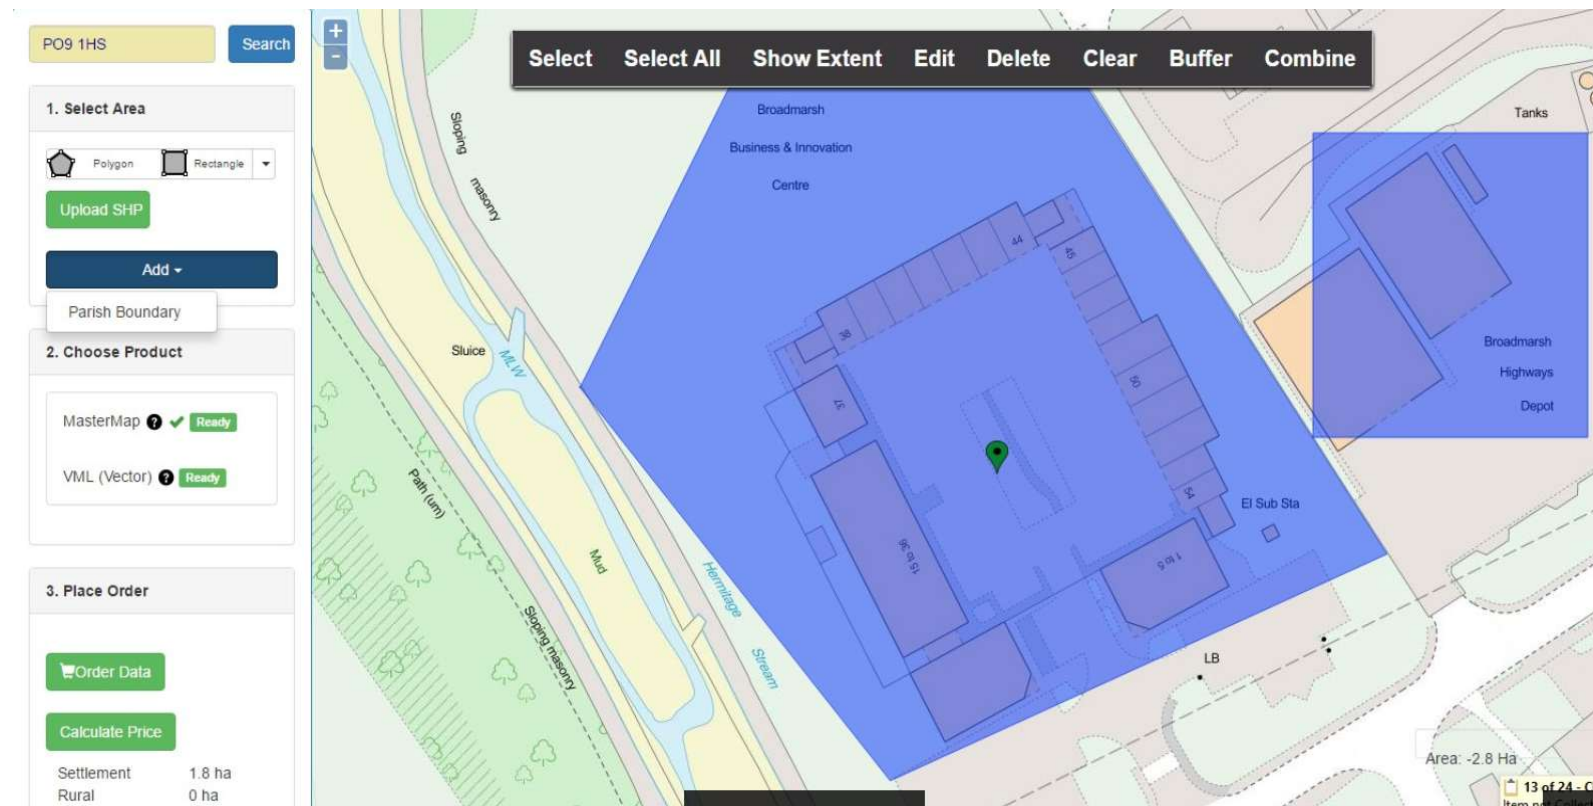 PO9 1HS
Search
1. Select Area
Polygon
Rectangle
Upload SHP
Add
Parish Boundary
2. Choose Product
MasterMap ? Ready
VML (Vector) ? Ready
3. Place Order
Order Data
Calculate Price
Settlement 1.8 ha
Rural 0 ha
+
-
Select Select All Show Extent Edit Delete Clear Buffer Combine
Broadmarsh
Business & Innovation
Centre
Tanks
Sloping
masonry
44
45
38
37
50
54
15 to 36
1 to 5
Sluice
MLW
Broadmarsh
Highways
Depot
El Sub Sta
Path (um)
Mud
Hermitage
Stream
Sloping masonry
LB
Area: -2.8 Ha
13 of 24 - C
Item not